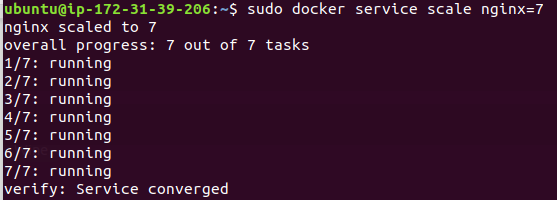 ubuntu@ip-172-31-39-206:~$ sudo docker service scale nginx=7
nginx scaled to 7
overall progress: 7 out of 7 tasks
1/7: running
2/7: running
3/7: running
4/7: running
5/7: running
6/7: running
7/7: running
verify: Service converged